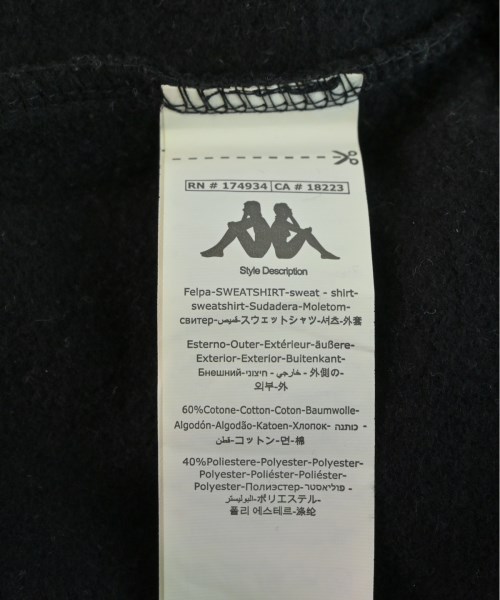 RN # 174934 CA # 18223
Style Description
Felpa-SWEATSHIRT-sweat - shirt-
sweatshirt-Sudadera-Moletom-
свитер-قميص-スウェットシャツ-셔츠-外套
Esterno-Outer-Extérieur-äußere-
Exterior-Exterior-Buitenkant-
Внешний- חיצוני - خارجي - 外側の-
외부-外
60%Cotone-Cotton-Coton-Baumwolle-
Algodón-Algodão-Katoen-Хлопок- כותנה -
قطن-コットン-면-棉
40%Poliestere-Polyester-Polyester-
Polyester-Poliéster-Poliéster-
Polyester-Полиэстер- פוליאסטר -
البوليستر-ポリエステル-
폴리 에스테르-涤纶